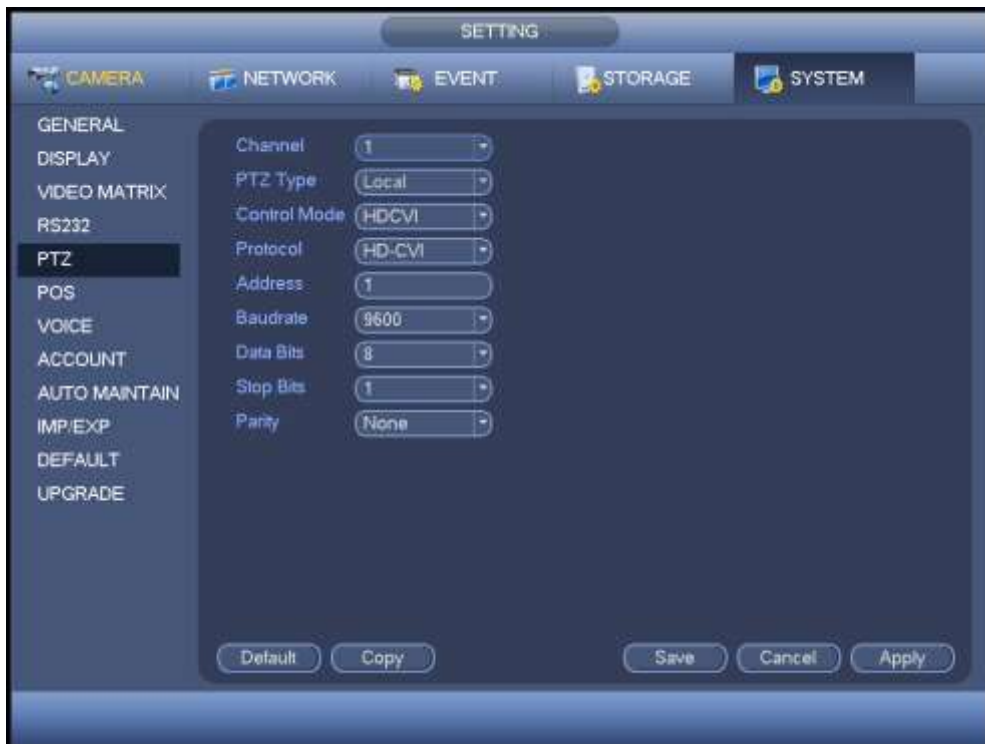 SETTING
CAMERA NETWORK EVENT STORAGE SYSTEM
GENERAL
DISPLAY
VIDEO MATRIX
RS232
PTZ
POS
VOICE
ACCOUNT
AUTO MAINTAIN
IMP/EXP
DEFAULT
UPGRADE
Channel 1
PTZ Type Local
Control Mode HDCVI
Protocol HD-CVI
Address 1
Baudrate 9600
Data Bits 8
Stop Bits 1
Parity None
Default Copy Save Cancel Apply